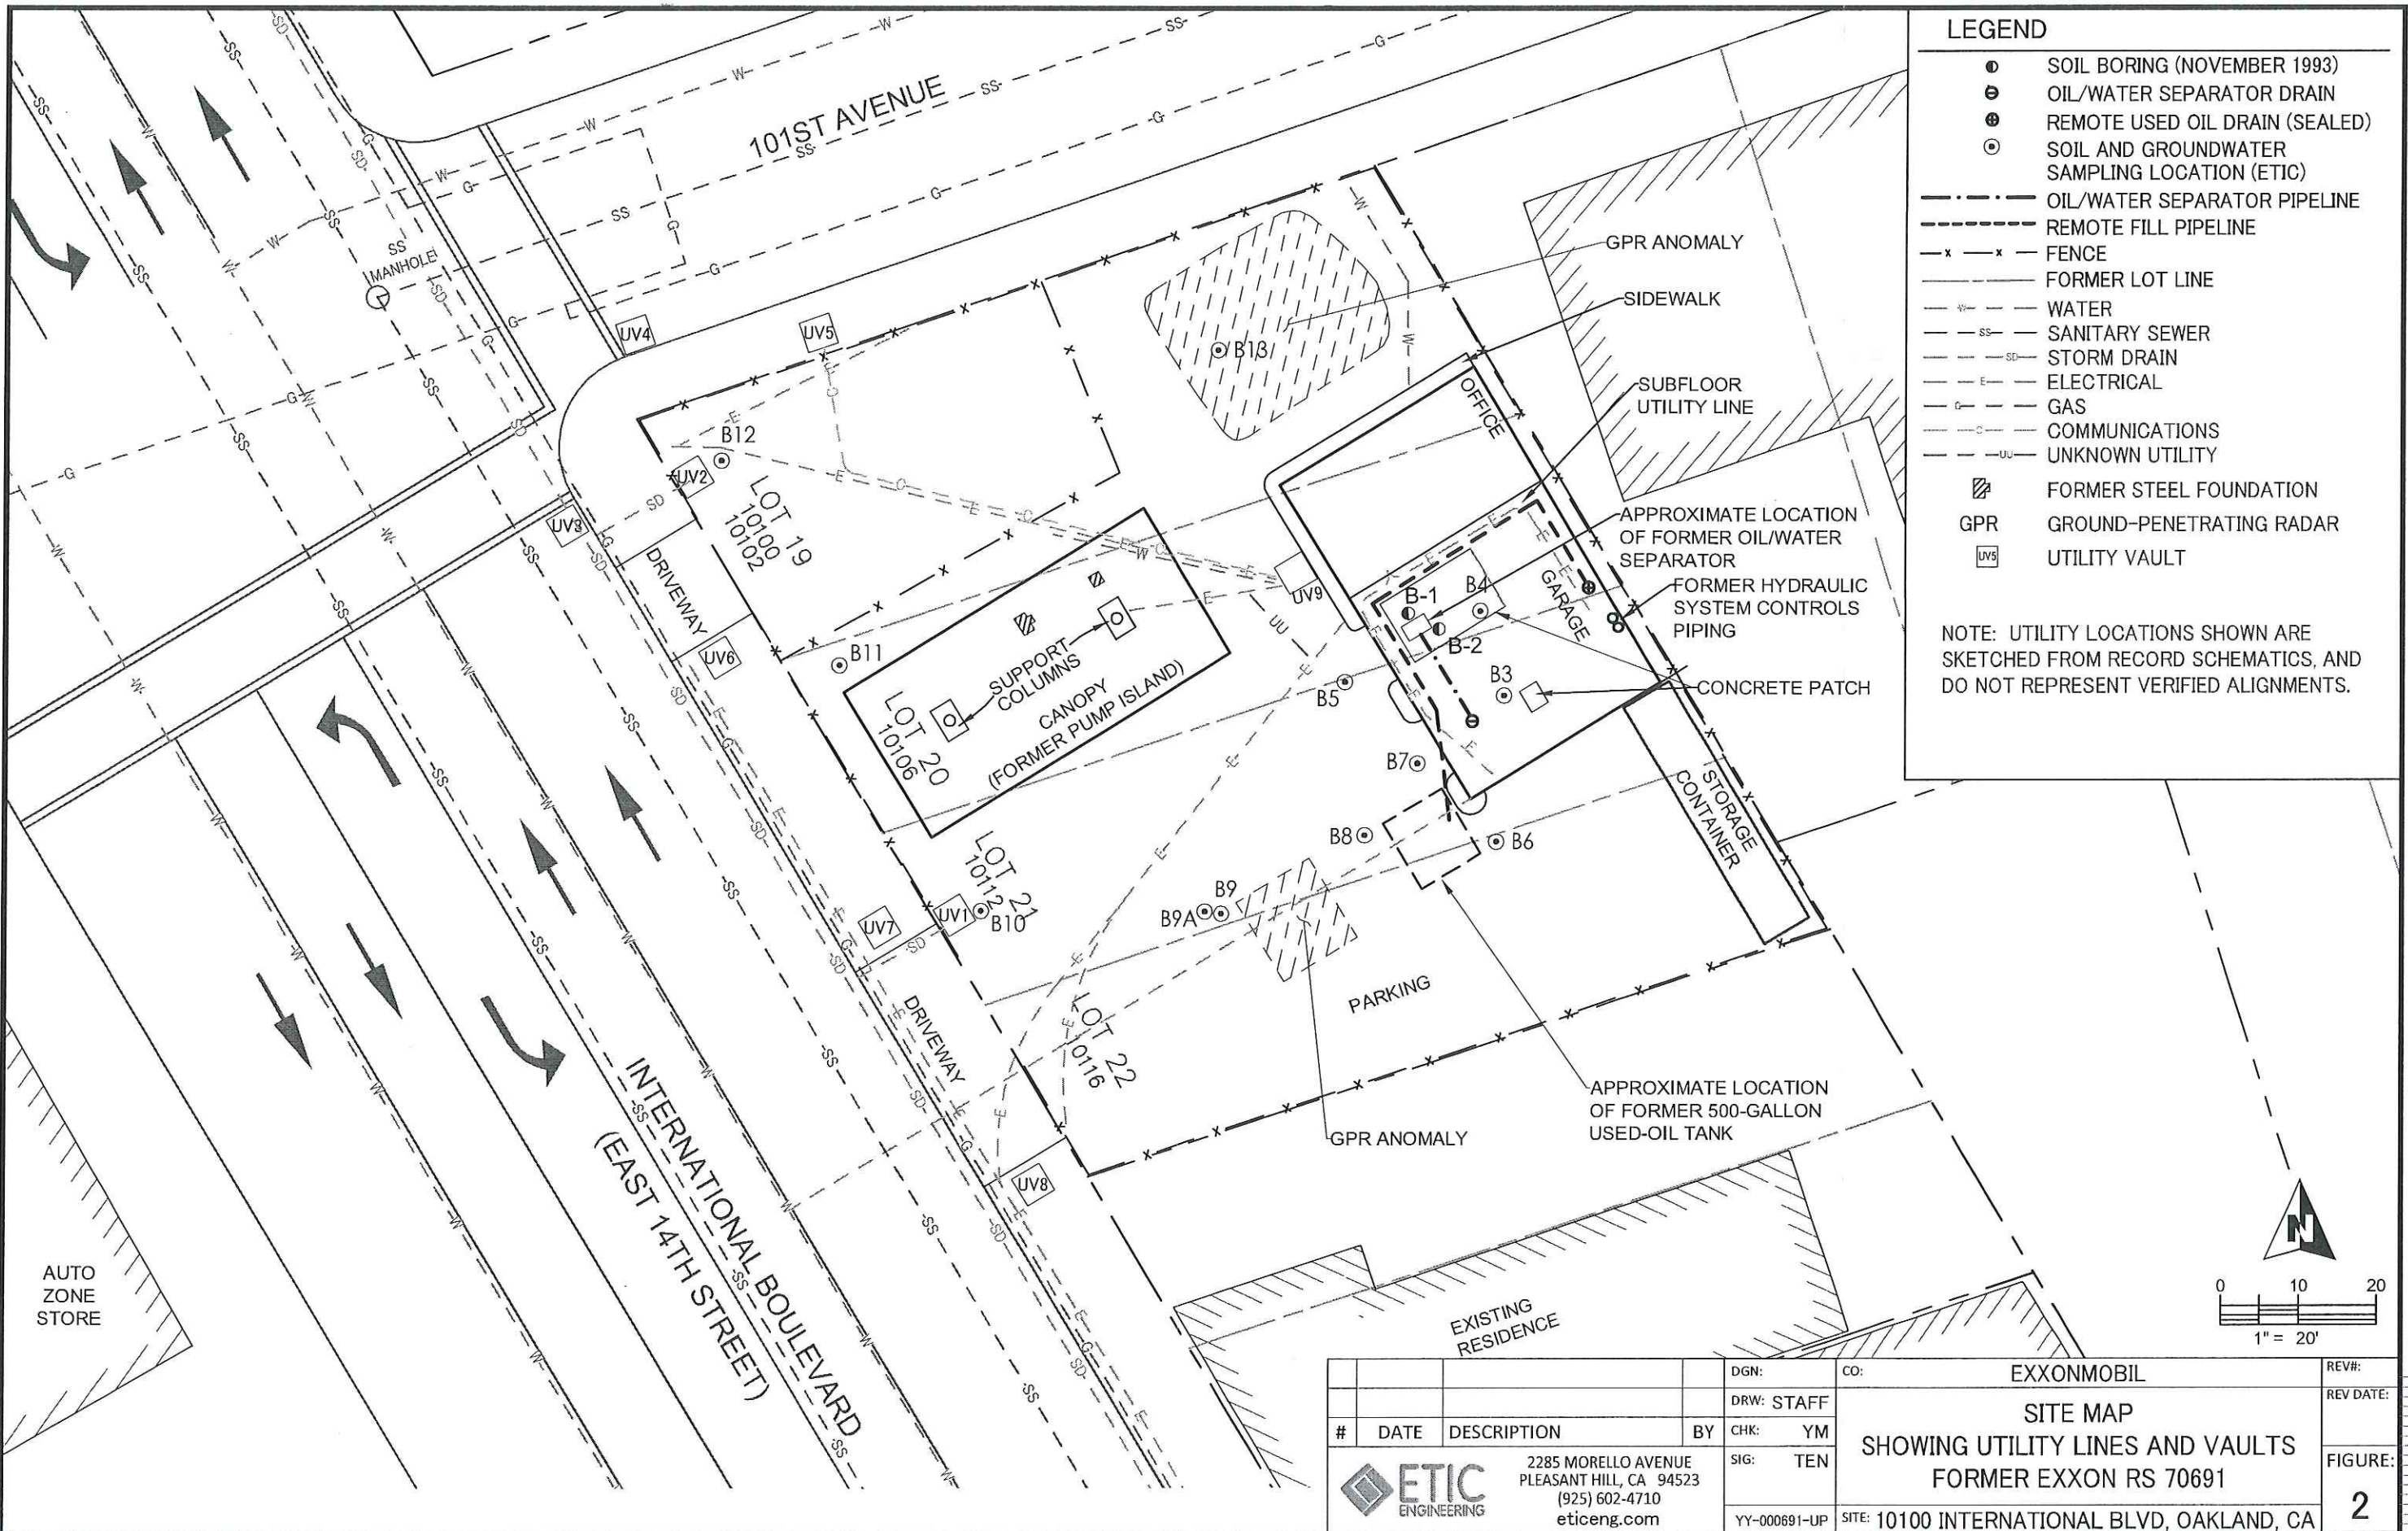 LEGEND
SOIL BORING (NOVEMBER 1993)
OIL/WATER SEPARATOR DRAIN
REMOTE USED OIL DRAIN (SEALED)
SOIL AND GROUNDWATER
SAMPLING LOCATION (ETIC)
OIL/WATER SEPARATOR PIPELINE
REMOTE FILL PIPELINE
FENCE
FORMER LOT LINE
WATER
SANITARY SEWER
STORM DRAIN
ELECTRICAL
GAS
COMMUNICATIONS
UNKNOWN UTILITY
FORMER STEEL FOUNDATION
GPR GROUND-PENETRATING RADAR
UV5 UTILITY VAULT
NOTE: UTILITY LOCATIONS SHOWN ARE
SKETCHED FROM RECORD SCHEMATICS, AND
DO NOT REPRESENT VERIFIED ALIGNMENTS.
101ST AVENUE
SS
MANHOLE
UV4
UV5
GPR ANOMALY
SIDEWALK
B13
SUBFLOOR
UTILITY LINE
OFFICE
B12
UV2
UV3
LOT 19
10100
10102
DRIVEWAY
UV6
APPROXIMATE LOCATION
OF FORMER OIL/WATER
SEPARATOR
FORMER HYDRAULIC
SYSTEM CONTROLS
PIPING
GARAGE
UV9
UU
B-1
B4
B-2
B3
CONCRETE PATCH
B5
B11
SUPPORT
COLUMNS
CANOPY
(FORMER PUMP ISLAND)
LOT 20
10106
B7
B8
B6
STORAGE
CONTAINER
LOT 21
10112
B9
B9A
UV7
UV1
B10
PARKING
DRIVEWAY
LOT 22
10116
GPR ANOMALY
APPROXIMATE LOCATION
OF FORMER 500-GALLON
USED-OIL TANK
UV8
INTERNATIONAL BOULEVARD
(EAST 14TH STREET)
AUTO
ZONE
STORE
EXISTING
RESIDENCE
N
0 10 20
1" = 20'
# DATE DESCRIPTION BY
DGN:
DRW: STAFF
CHK: YM
SIG: TEN
YY-000691-UP
ETIC
ENGINEERING
2285 MORELLO AVENUE
PLEASANT HILL, CA 94523
(925) 602-4710
eticeng.com
CO: EXXONMOBIL
SITE MAP
SHOWING UTILITY LINES AND VAULTS
FORMER EXXON RS 70691
SITE: 10100 INTERNATIONAL BLVD, OAKLAND, CA
REV#:
REV DATE:
FIGURE:
2